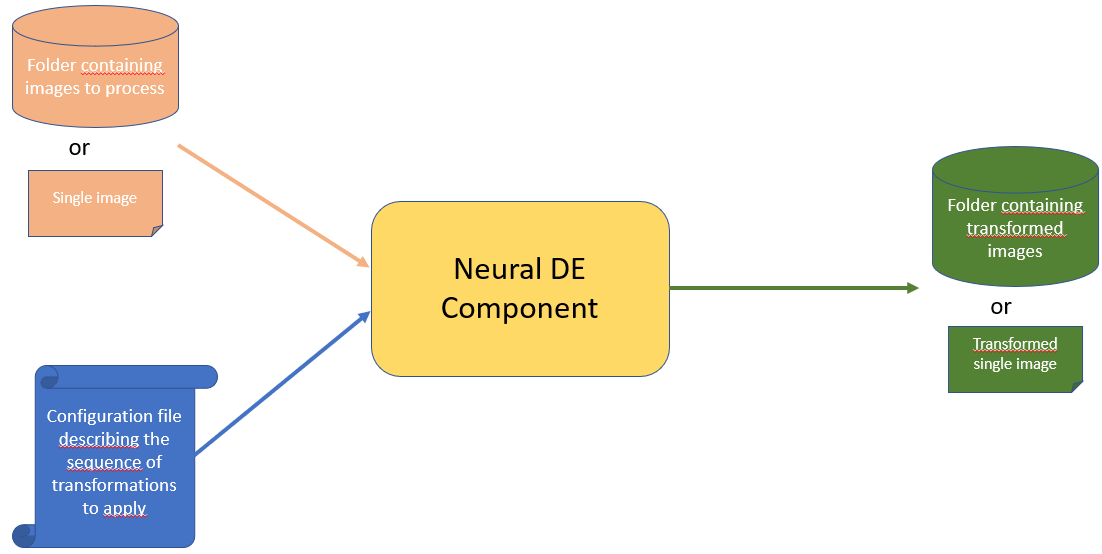 Folder containing
images to process
or
Single image
Configuration file
describing the
sequence of
transformations
to apply
Neural DE
Component
Folder containing
transformed
images
or
Transformed
single image